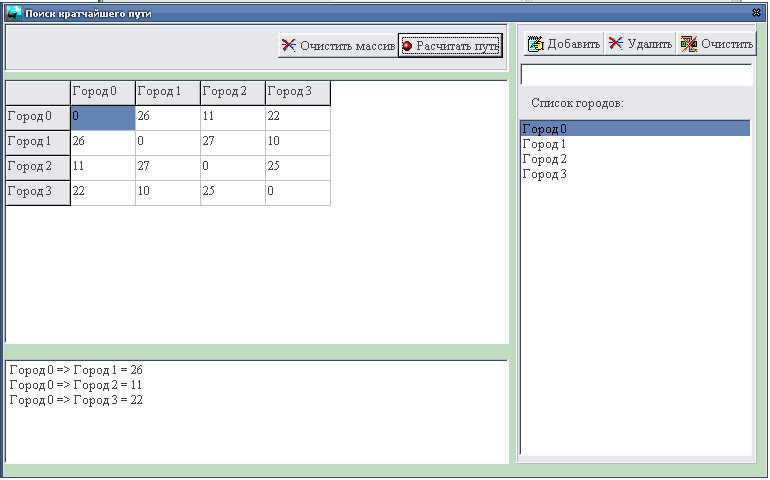 Поиск кратчайшего пути
Очистить массив Расчитать путь
Город 0 Город 1 Город 2 Город 3
Город 0 0 26 11 22
Город 1 26 0 27 10
Город 2 11 27 0 25
Город 3 22 10 25 0
Город 0 => Город 1 = 26
Город 0 => Город 2 = 11
Город 0 => Город 3 = 22
Добавить Удалить Очистить
Список городов:
Город 0
Город 1
Город 2
Город 3